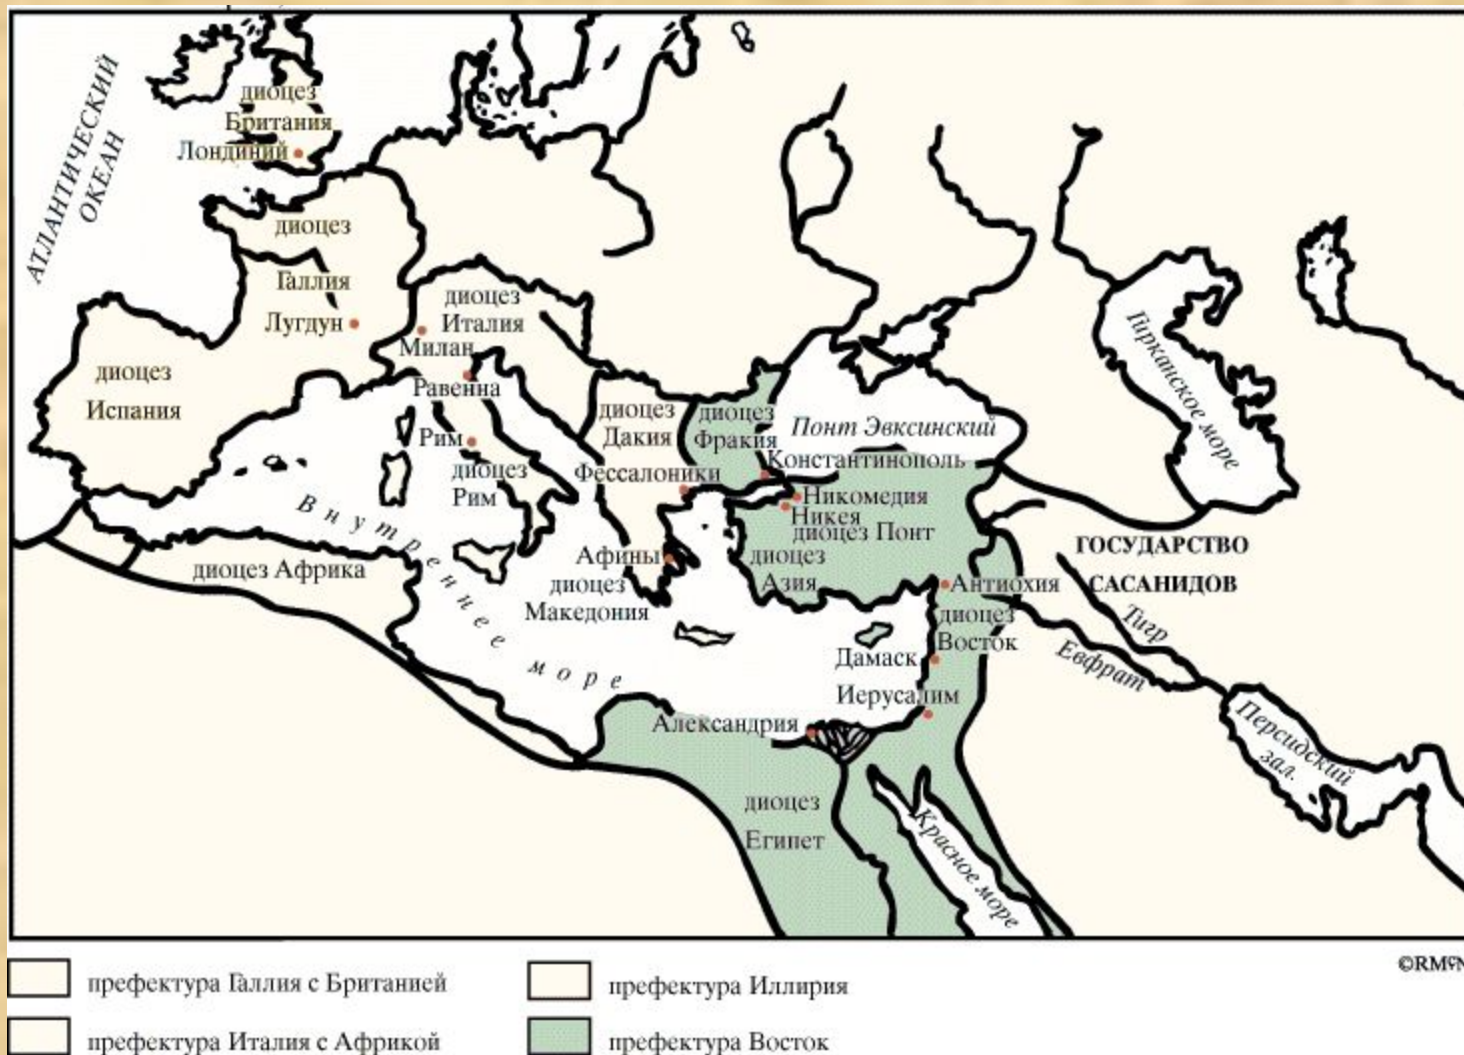 АТЛАНТИЧЕСКИЙ
ОКЕАН
диоцез
Британия
Лондиний
диоцез
Галлия
Лугдун
диоцез
Испания
диоцез
Италия
Милан
Равенна
Рим
диоцез
Рим
диоцез
Дакия
диоцез
Фракия
Понт Эвксинский
Константинополь
Фессалоники
Никомедия
Никея
диоцез Понт
диоцез
Азия
Афины
диоцез
Македония
диоцез Африка
Внутреннее море
Гирканское море
ГОСУДАРСТВО
САСАНИДОВ
Антиохия
диоцез
Восток
Тигр
Евфрат
Дамаск
Иерусалим
Александрия
диоцез
Египет
Красное море
Персидский
зал.
©RMcN
префектура Галлия с Британией
префектура Иллирия
префектура Италия с Африкой
префектура Восток